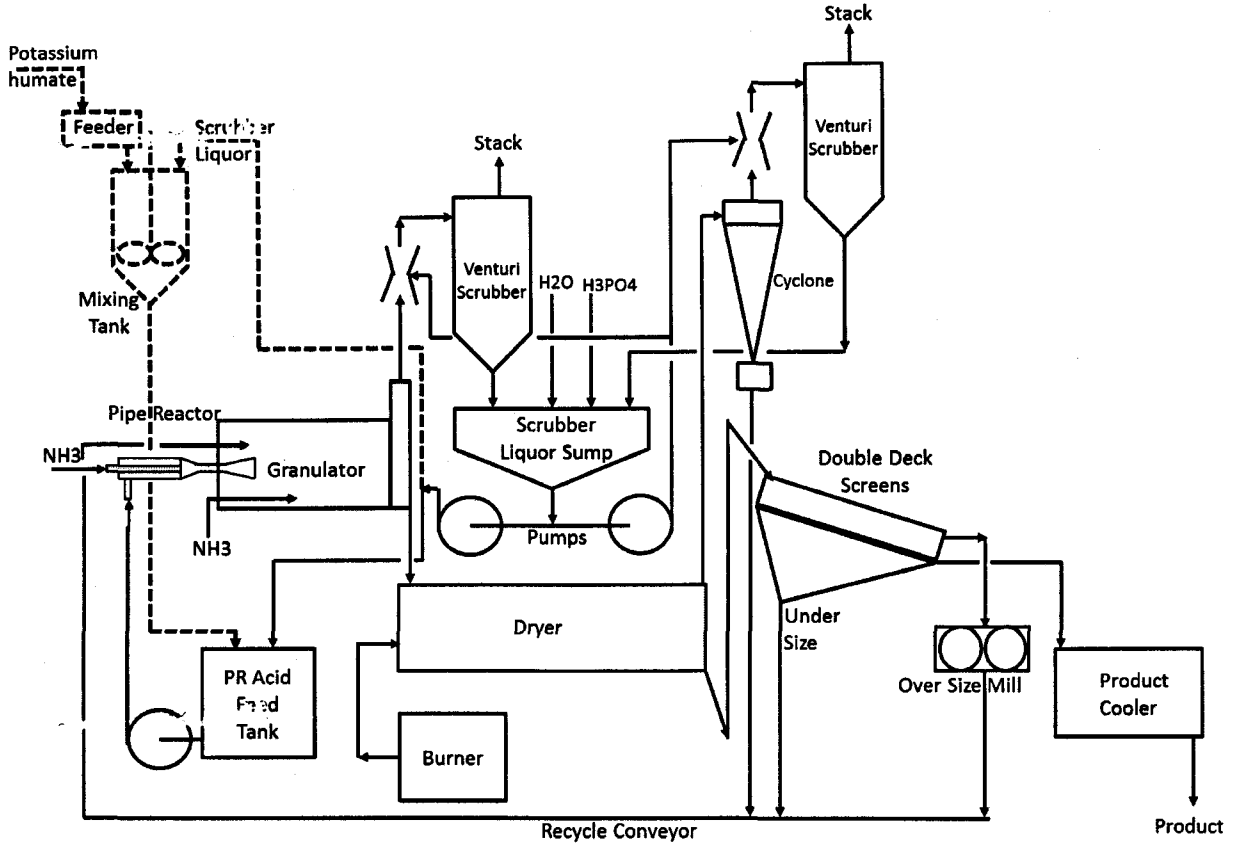 Stack
Potassium
humate
Feeder
Scrubber
Liquor
Venturi
Scrubber
Stack
Venturi
Scrubber
H2O
H3PO4
Cyclone
Mixing
Tank
Pipe Reactor
NH3
Granulator
Scrubber
Liquor Sump
Double Deck
Screens
NH3
Pumps
Dryer
Under
Size
PR Acid
Feed
Tank
Over Size Mill
Product
Cooler
Burner
Recycle Conveyor
Product